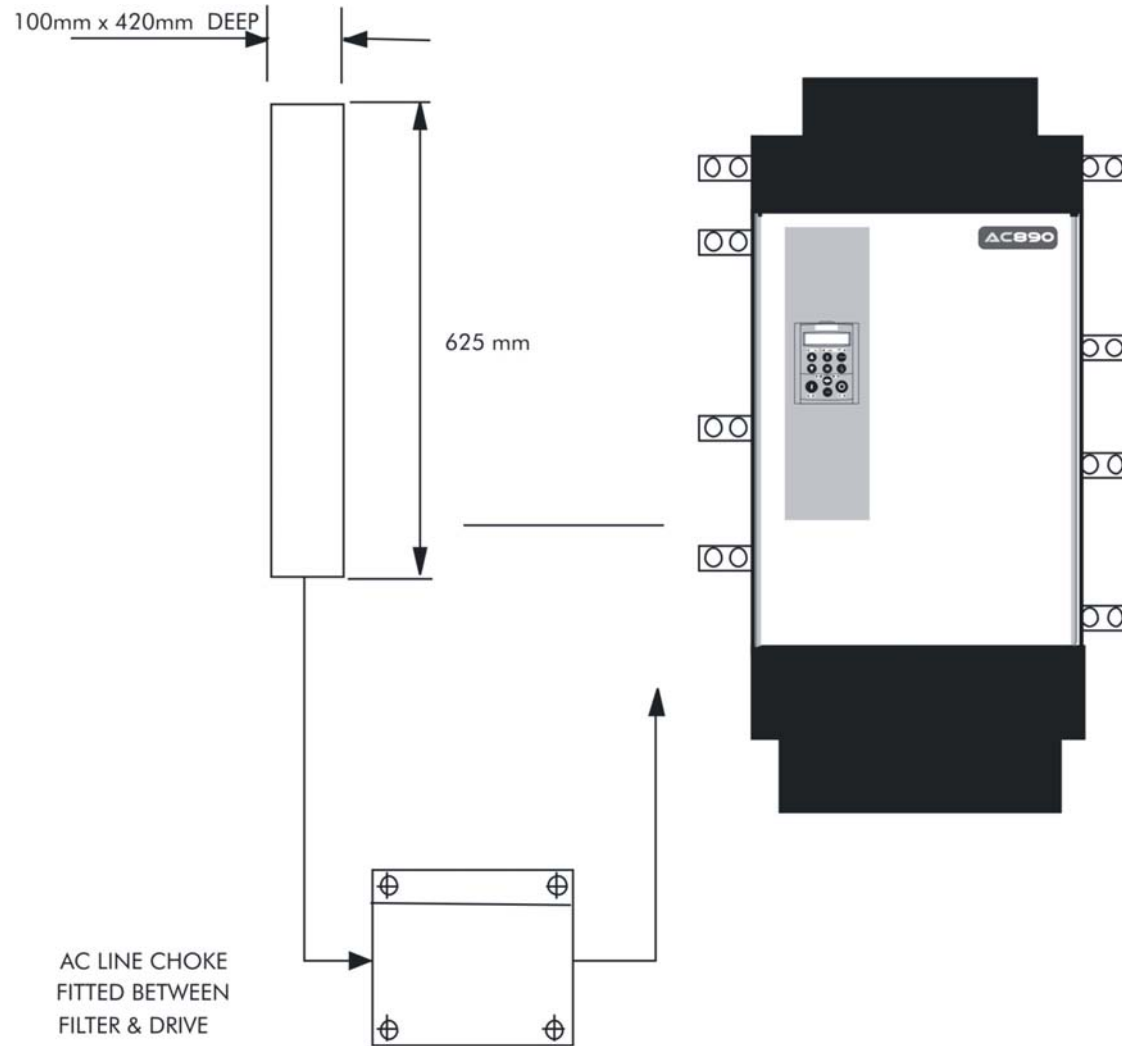 100mm x 420mm DEEP
AC890
625 mm
AC LINE CHOKE
FITTED BETWEEN
FILTER & DRIVE